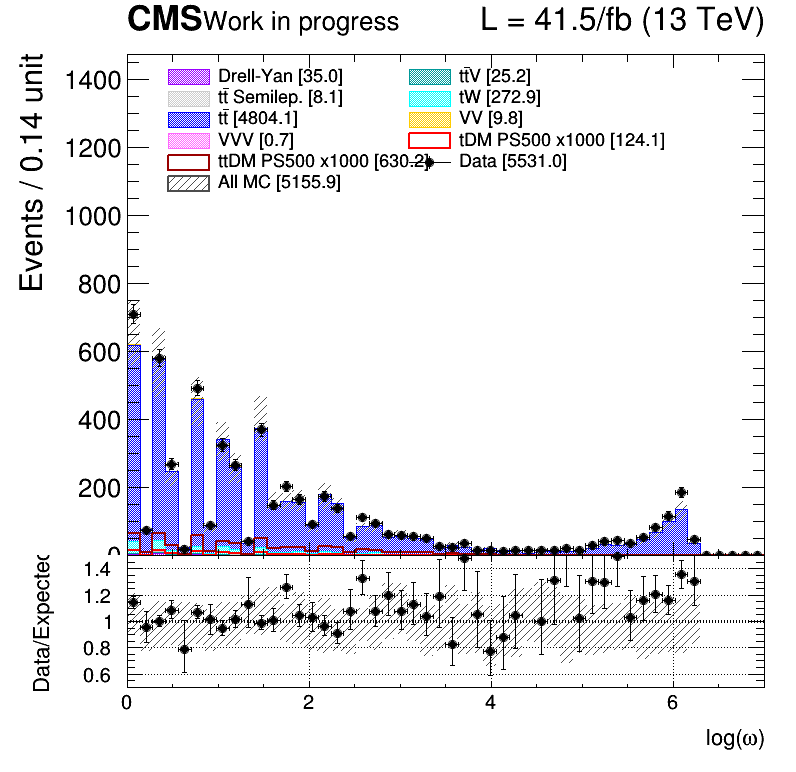 CMS Work in progress L = 41.5/fb (13 TeV)
Events / 0.14 unit
1400
1200
1000
800
600
400
200
0
Drell-Yan [35.0]
tt̄V [25.2]
tt̄ Semilep. [8.1]
tW [272.9]
tt̄ [4804.1]
VV [9.8]
VVV [0.7]
tDM PS500 x1000 [124.1]
ttDM PS500 x1000 [630.2]
Data [5531.0]
All MC [5155.9]
Data/Expected
1.4
1.2
1
0.8
0.6
0 2 4 6
log(ω)